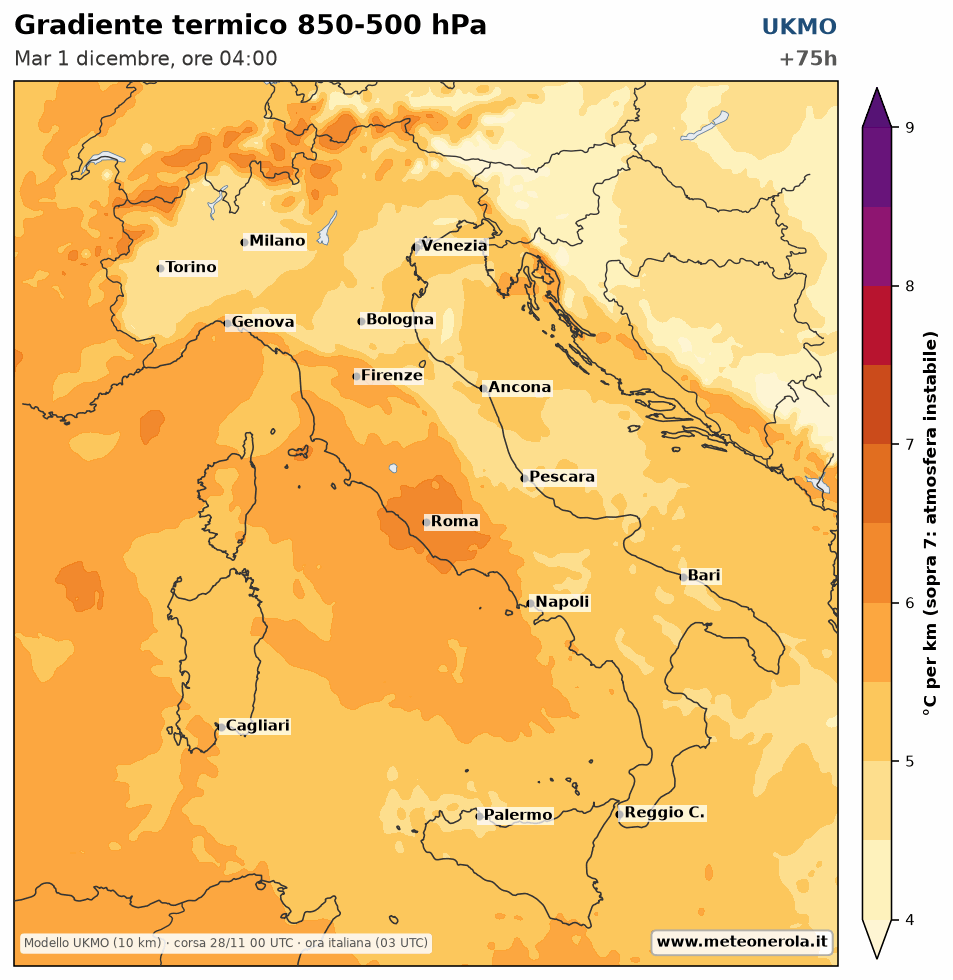 Gradiente termico 850-500 hPa
UKMO
Mar 1 dicembre, ore 04:00
+75h
Milano
Venezia
Torino
Genova
Bologna
Firenze
Ancona
Pescara
Roma
Bari
Napoli
Cagliari
Palermo
Reggio C.
9
8
7
6
5
4
°C per km (sopra 7: atmosfera instabile)
Modello UKMO (10 km) · corsa 28/11 00 UTC · ora italiana (03 UTC)
www.meteonerola.it